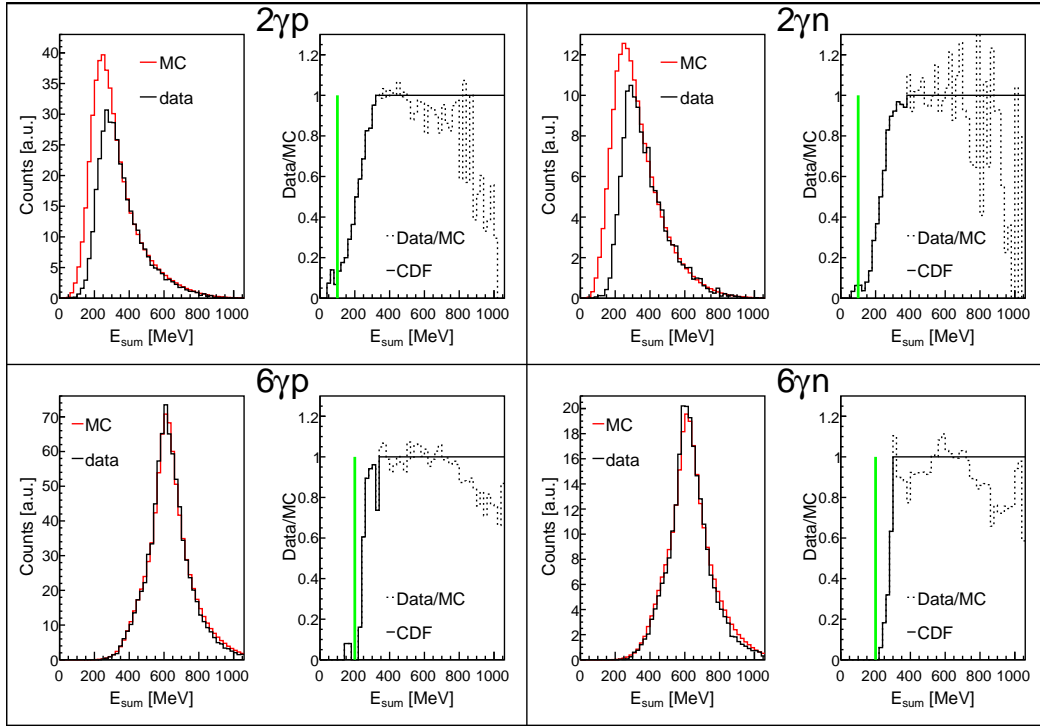 2γp
40
35
30
25
20
15
10
5
0
Counts [a.u.]
MC
data
0 200 400 600 800 1000
E_sum [MeV]
1.2
1
0.8
0.6
0.4
0.2
0
Data/MC
Data/MC
CDF
0 200 400 600 800 1000
E_sum [MeV]
2γn
12
10
8
6
4
2
0
Counts [a.u.]
MC
data
0 200 400 600 800 1000
E_sum [MeV]
1.2
1
0.8
0.6
0.4
0.2
0
Data/MC
Data/MC
CDF
0 200 400 600 800 1000
E_sum [MeV]
6γp
70
60
50
40
30
20
10
0
Counts [a.u.]
MC
data
0 200 400 600 800 1000
E_sum [MeV]
1.2
1
0.8
0.6
0.4
0.2
0
Data/MC
Data/MC
CDF
0 200 400 600 800 1000
E_sum [MeV]
6γn
20
18
16
14
12
10
8
6
4
2
0
Counts [a.u.]
MC
data
0 200 400 600 800 1000
E_sum [MeV]
1.2
1
0.8
0.6
0.4
0.2
0
Data/MC
Data/MC
CDF
0 200 400 600 800 1000
E_sum [MeV]